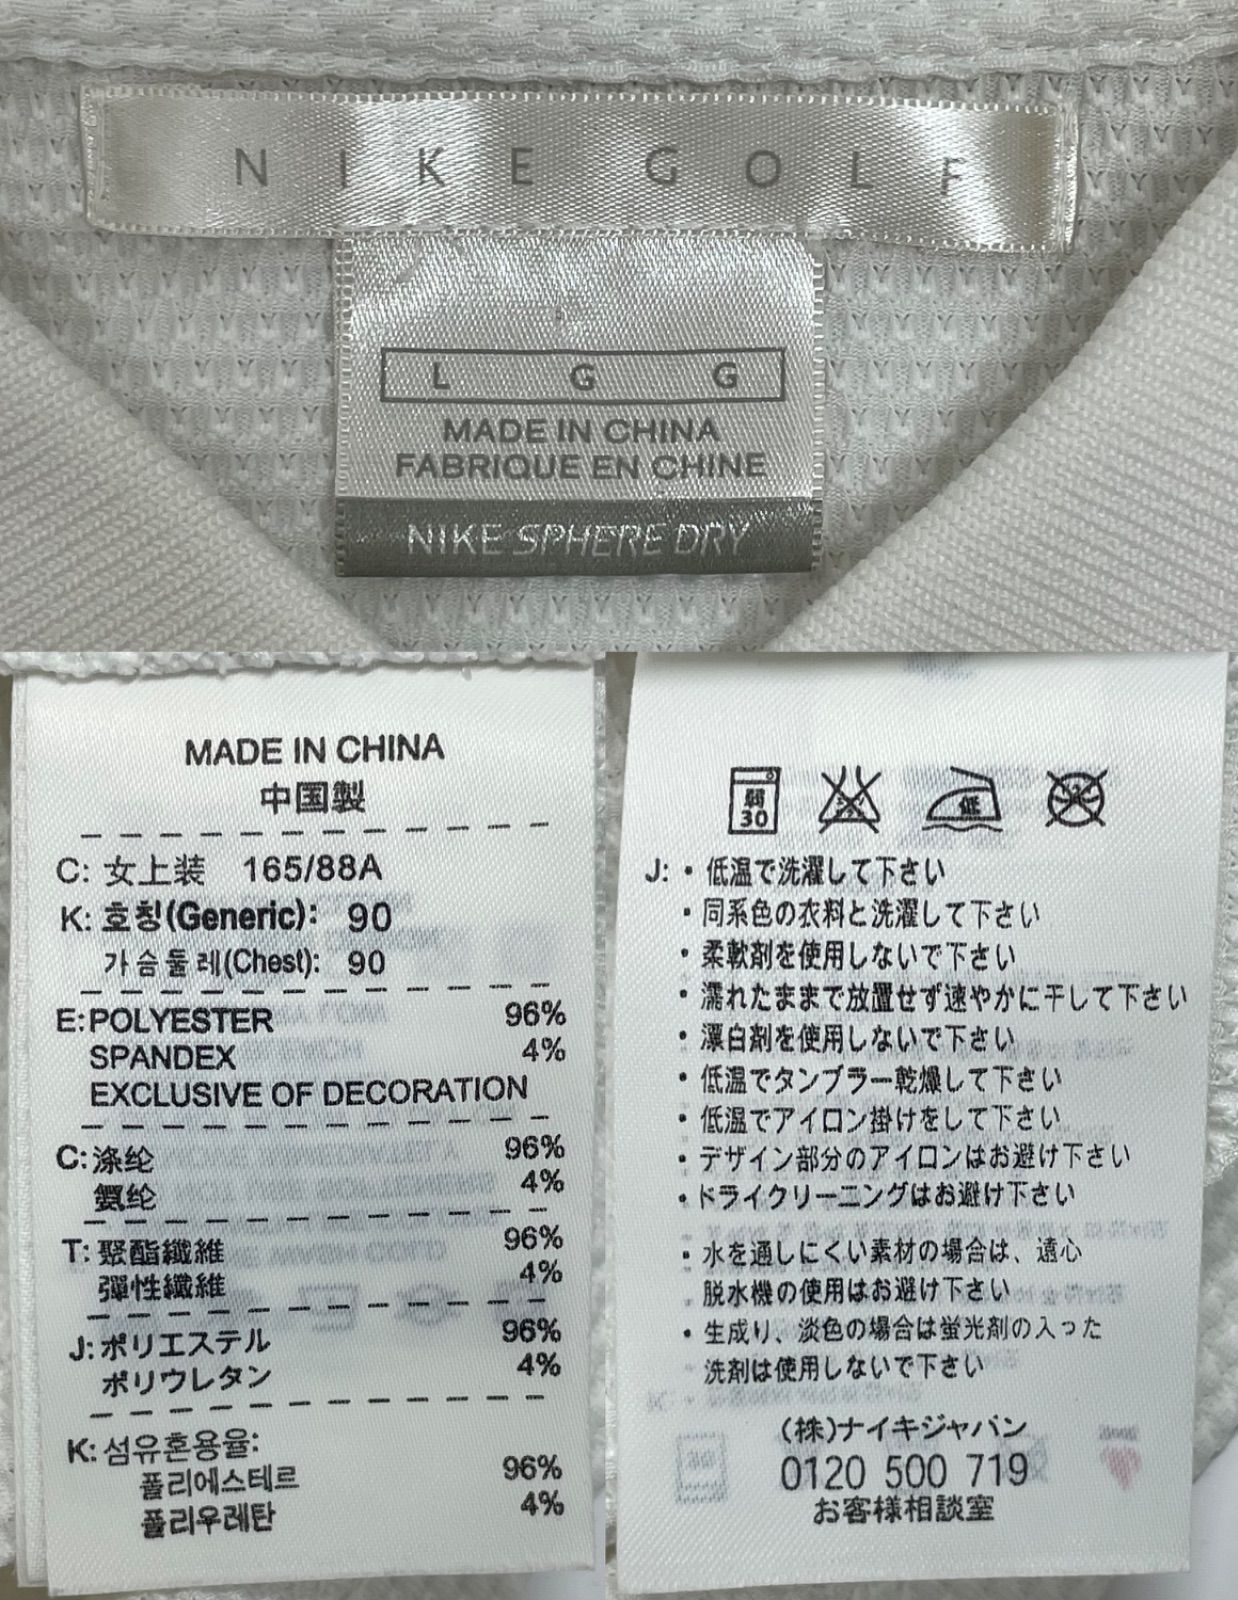 NIKE GOLF
L G G
MADE IN CHINA
FABRIQUE EN CHINE
NIKE SPHERE DRY
MADE IN CHINA
中国製
C: 女上装 165/88A
K: 호칭(Generic): 90
가슴둘레(Chest): 90
E: POLYESTER 96%
SPANDEX 4%
EXCLUSIVE OF DECORATION
C: 涤纶 96%
氨纶 4%
T: 聚酯纖維 96%
彈性纖維 4%
J: ポリエステル 96%
ポリウレタン 4%
K: 섬유혼용율:
폴리에스테르 96%
폴리우레탄 4%
弱 30 低
J: ・低温で洗濯して下さい
・同系色の衣料と洗濯して下さい
・柔軟剤を使用しないで下さい
・濡れたままで放置せず速やかに干して下さい
・漂白剤を使用しないで下さい
・低温でタンブラー乾燥して下さい
・低温でアイロン掛けをして下さい
・デザイン部分のアイロンはお避け下さい
・ドライクリーニングはお避け下さい
・水を通しにくい素材の場合は、遠心
脱水機の使用はお避け下さい
・生成り、淡色の場合は蛍光剤の入った
洗剤は使用しないで下さい
(株)ナイキジャパン
0120 500 719
お客様相談室